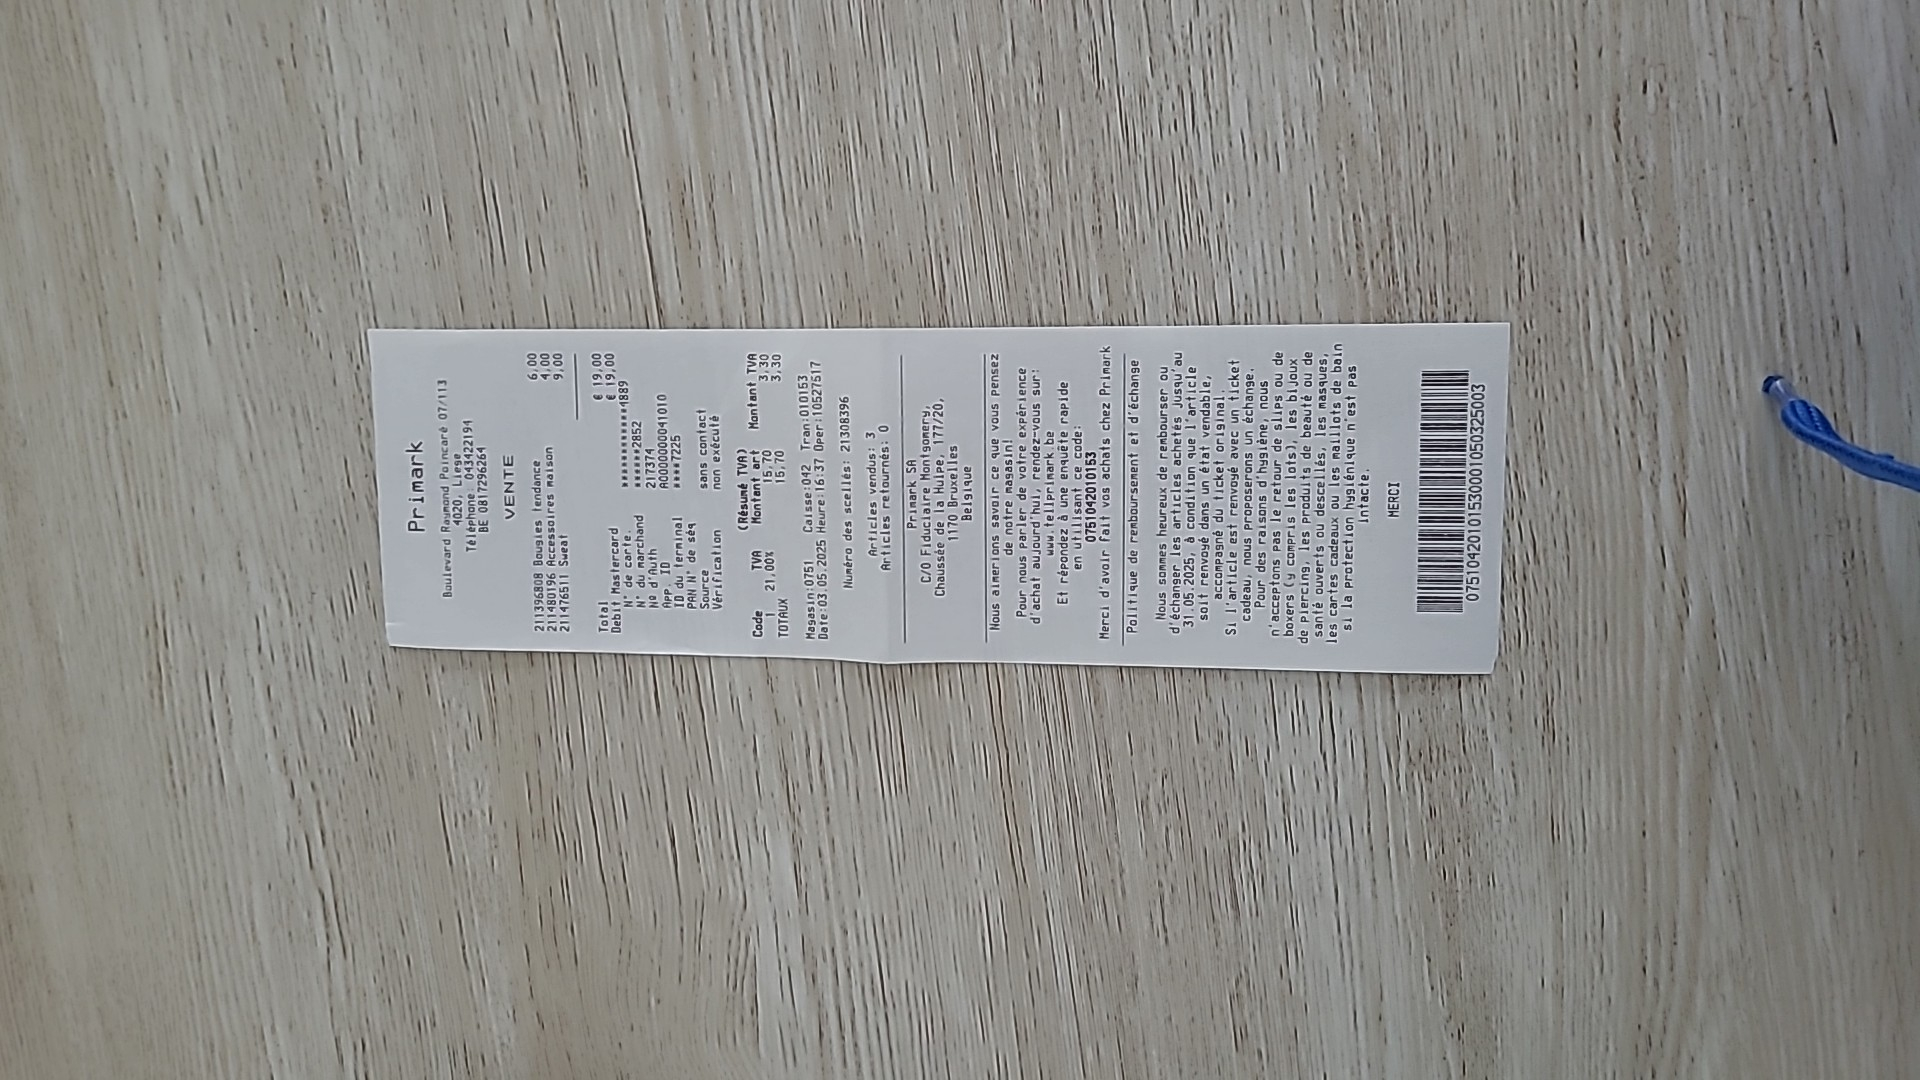 Primark
Boulevard Raymond Poincaré 07/13
4020, Liege
Téléphone: 043422194
BE 0817296264
VENTE
211396808 Bougies tendance 6,00
211480196 Accessoires maison 4,00
211476511 Sweat 9,00
Total € 19,00
Debit Mastercard € 19,00
N° de carte. ************4889
N° du marchand ******2852
N° d'Auth 217374
App. ID A0000000041010
ID du terminal ****7225
PAN N° de séq
Source sans contact
Vérification non exécuté
(Résumé TVA)
Code TVA Montant art Montant TVA
1 21,00% 15,70 3,30
TOTAUX 15,70 3,30
Magasin:0751 Caisse:042 Tran:010153
Date:03.05.2025 Heure:16:37 Oper:10527517
Numéro des scellés: 21308396
Articles vendus: 3
Articles retournés: 0
Primark SA
C/O Fiduciaire Montgomery,
Chaussée de la Hulpe, 177/20,
1170 Bruxelles
Belgique
Nous aimerions savoir ce que vous pensez
de notre magasin!
Pour nous parler de votre expérience
d'achat aujourd'hui, rendez-vous sur:
www.tellprimark.be
Et répondez à une enquête rapide
en utilisant ce code:
0751042010153
Merci d'avoir fait vos achats chez Primark
Politique de remboursement et d'échange
Nous sommes heureux de rembourser ou
d'échanger les articles achetés jusqu'au
31.05.2025, à condition que l'article
soit renvoyé dans un état vendable,
accompagné du ticket original.
Si l'article est renvoyé avec un ticket
cadeau, nous proposerons un échange.
Pour des raisons d'hygiène, nous
n'acceptons pas le retour de slips ou de
boxers (y compris les lots), les bijoux
de piercing, les produits de beauté ou de
santé ouverts ou descellés, les masques,
les cartes cadeaux ou les maillots de bain
si la protection hygiénique n'est pas
intacte.
MERCI
07510420101530001050325003